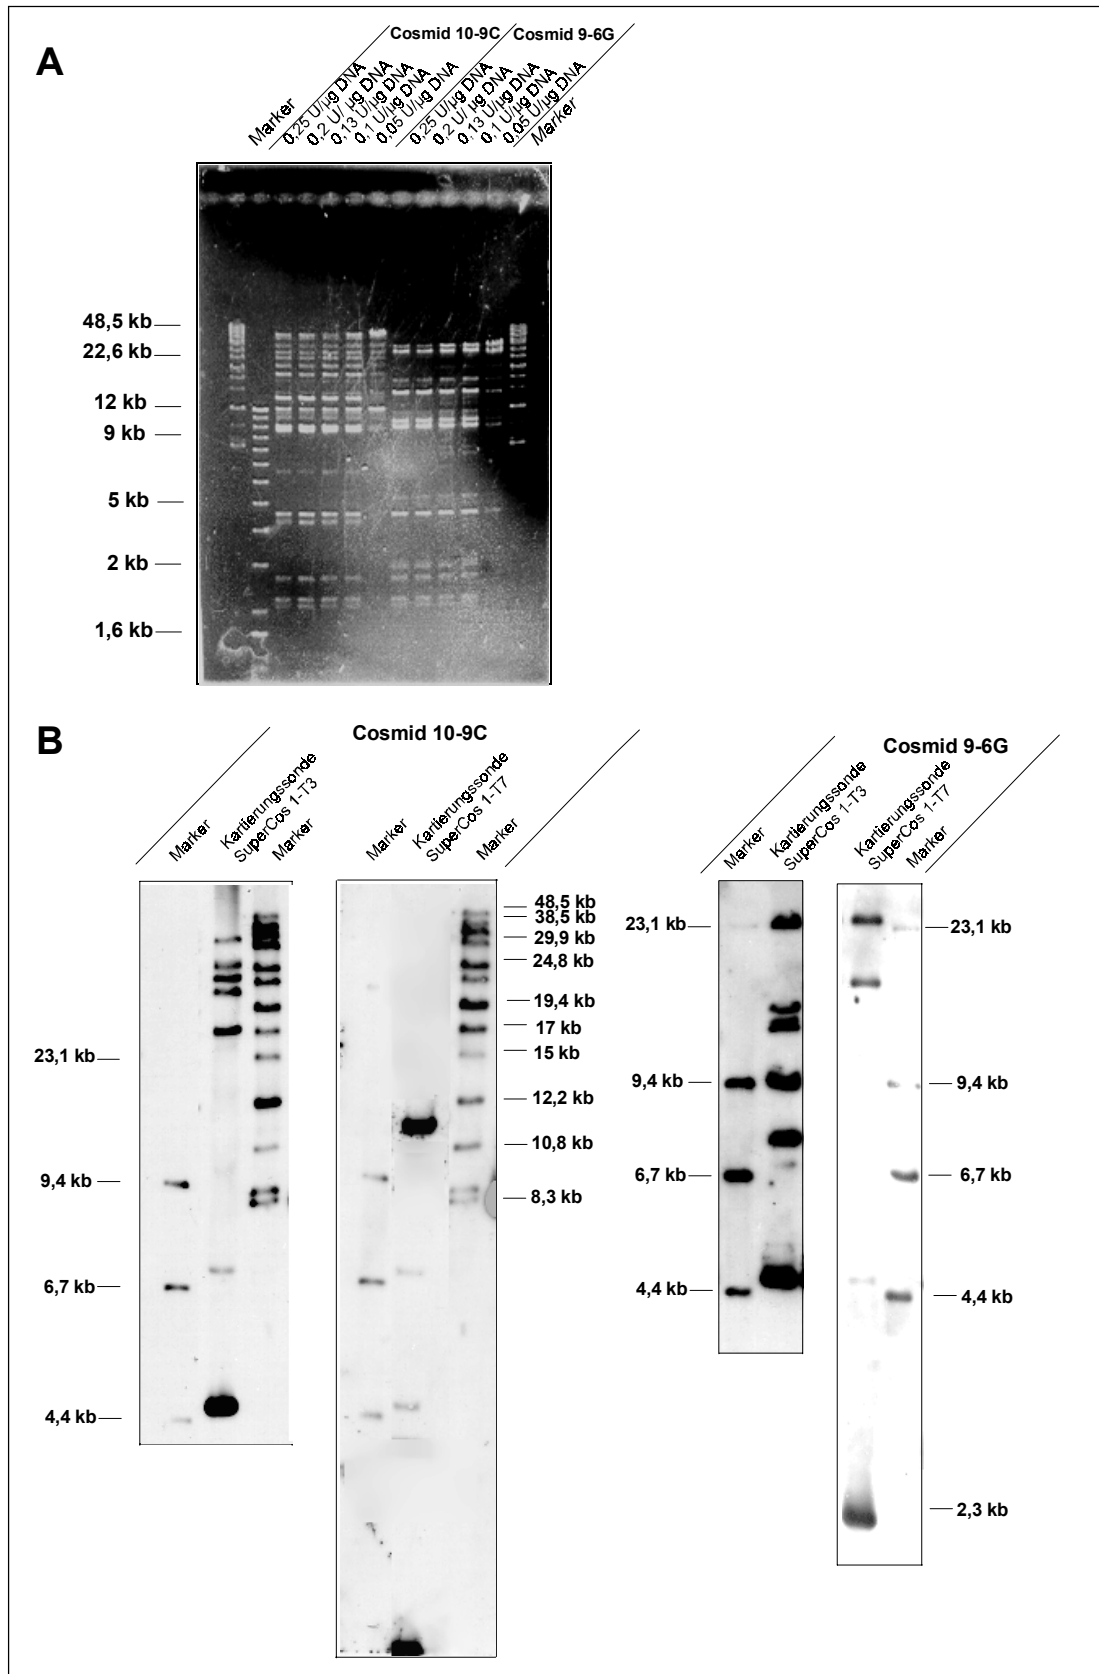 A
Cosmid 10-9C
Cosmid 9-6G
Marker
0,25 U/µg DNA
0,2 U/ µg DNA
0,13 U/µg DNA
0,1 U/µg DNA
0,05 U/µg DNA
0,25 U/µg DNA
0,2 U/ µg DNA
0,13 U/µg DNA
0,1 U/µg DNA
0,05 U/µg DNA
Marker
48,5 kb
22,6 kb
12 kb
9 kb
5 kb
2 kb
1,6 kb
B
Cosmid 10-9C
Marker
Kartierungssonde
SuperCos 1-T3
Marker
Marker
Kartierungssonde
SuperCos 1-T7
Marker
23,1 kb
9,4 kb
6,7 kb
4,4 kb
48,5 kb
38,5 kb
29,9 kb
24,8 kb
19,4 kb
17 kb
15 kb
12,2 kb
10,8 kb
8,3 kb
Cosmid 9-6G
Marker
Kartierungssonde
SuperCos 1-T3
Kartierungssonde
SuperCos 1-T7
Marker
23,1 kb
9,4 kb
6,7 kb
4,4 kb
23,1 kb
9,4 kb
6,7 kb
4,4 kb
2,3 kb